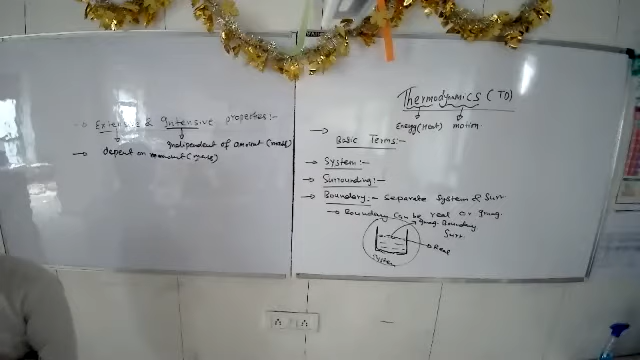 → Extensive & Intensive properties:-
Independent of amount (mass)
→ depend on amount (mass)
Thermodynamics (TD)
Energy (Heat) motion
→ Basic Terms:-
→ System:-
→ Surrounding:-
→ Boundary:- Separate System & Surr
→ Boundary can be real or imag.
→ Imag. Boundary
Surr.
→ Real
System